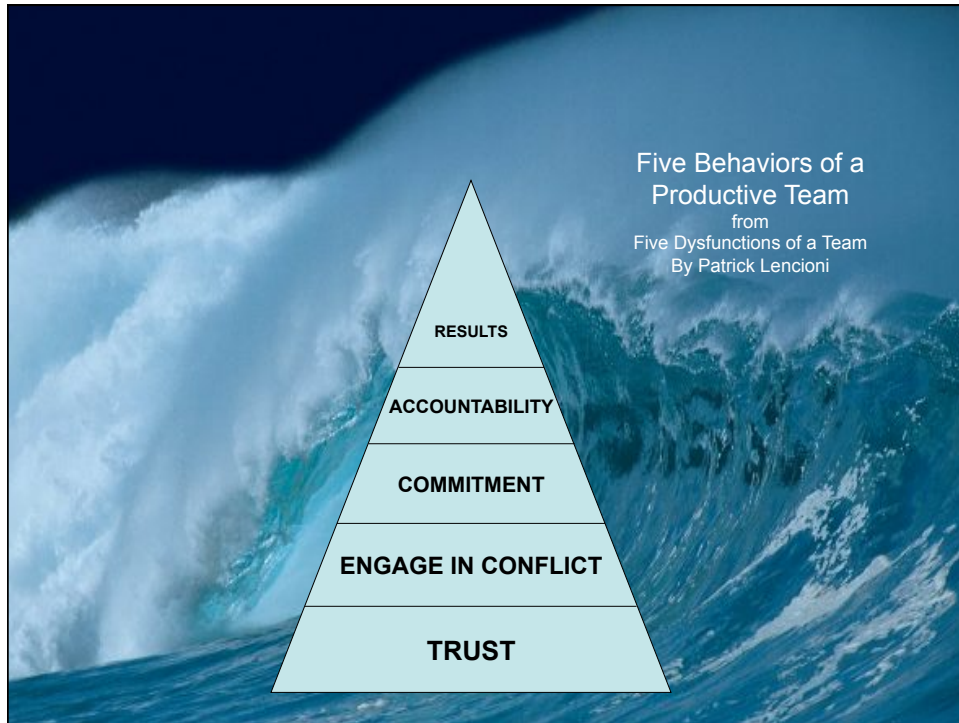 Five Behaviors of a
Productive Team
from
Five Dysfunctions of a Team
By Patrick Lencioni
RESULTS
ACCOUNTABILITY
COMMITMENT
ENGAGE IN CONFLICT
TRUST